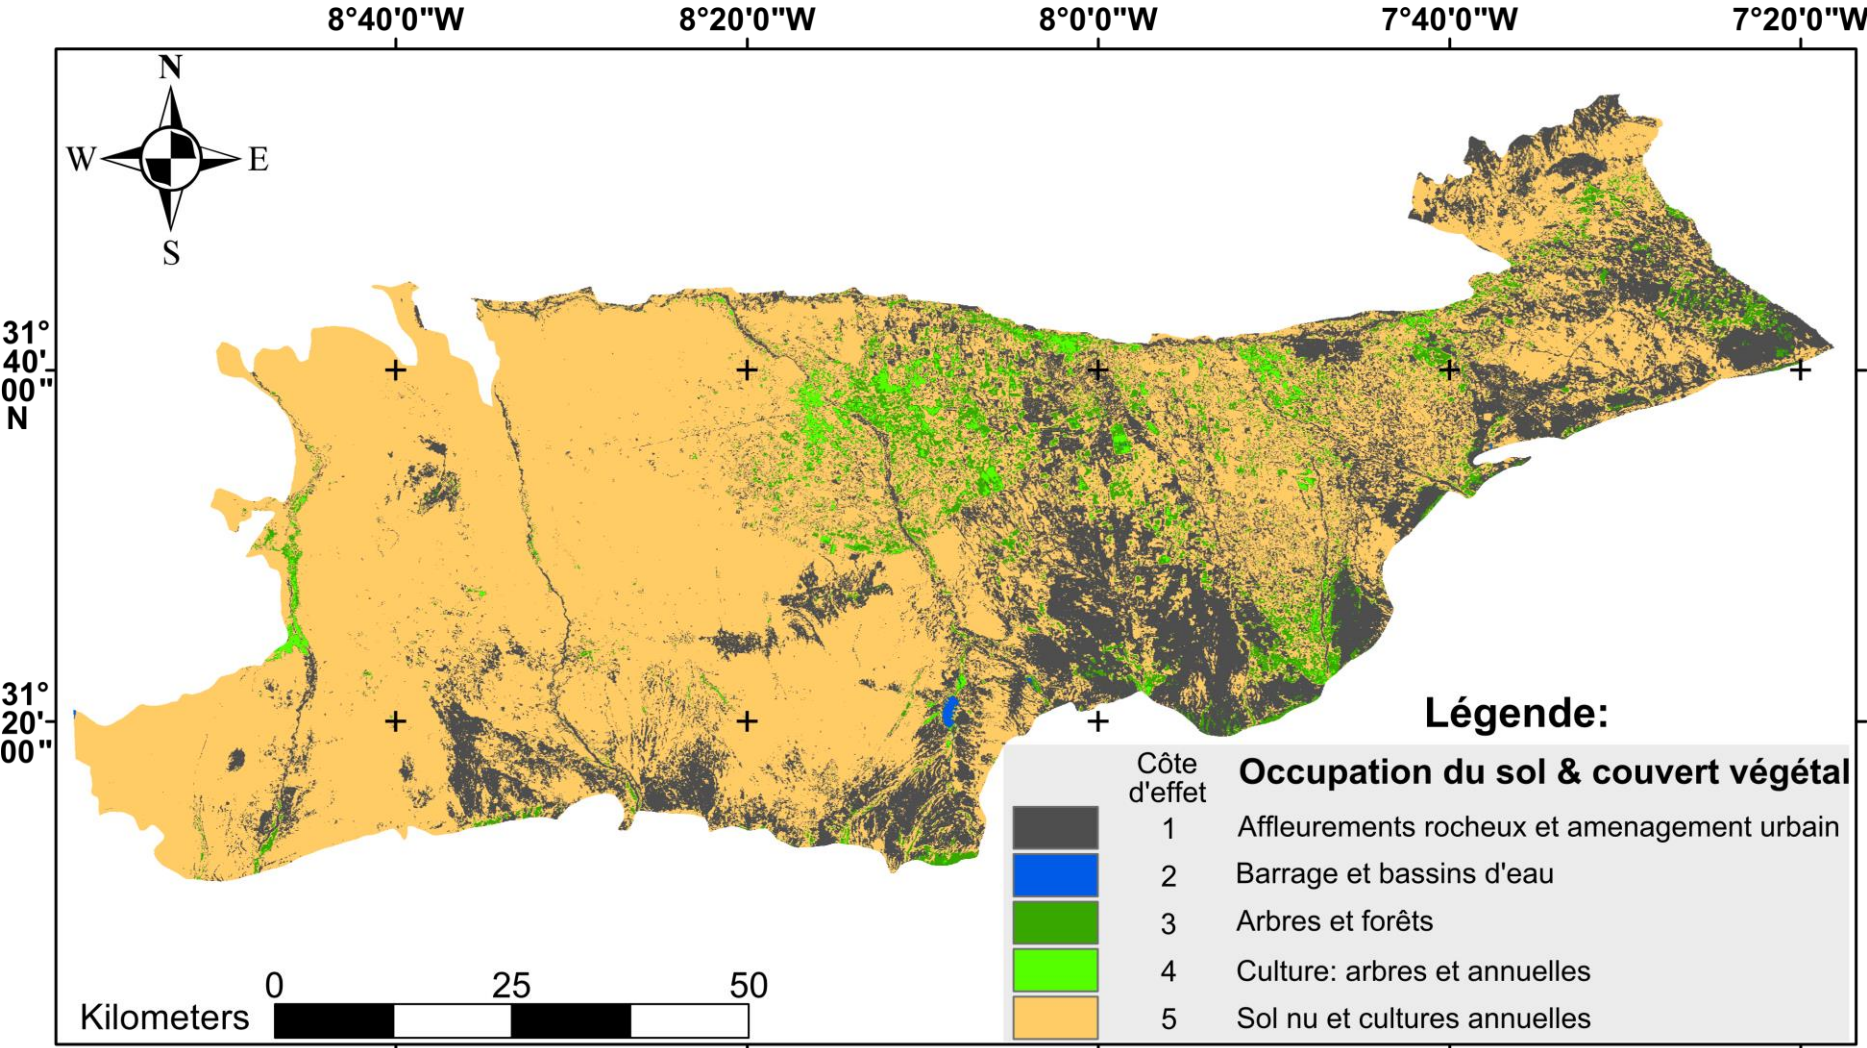 8°40'0"W 8°20'0"W 8°0'0"W 7°40'0"W 7°20'0"W
N
W E
S
31°
40'
00"
N
31°
20'
00"
Légende:
Côte
d'effet
Occupation du sol & couvert végétal
1 Affleurements rocheux et amenagement urbain
2 Barrage et bassins d'eau
3 Arbres et forêts
4 Culture: arbres et annuelles
5 Sol nu et cultures annuelles
0 25 50
Kilometers